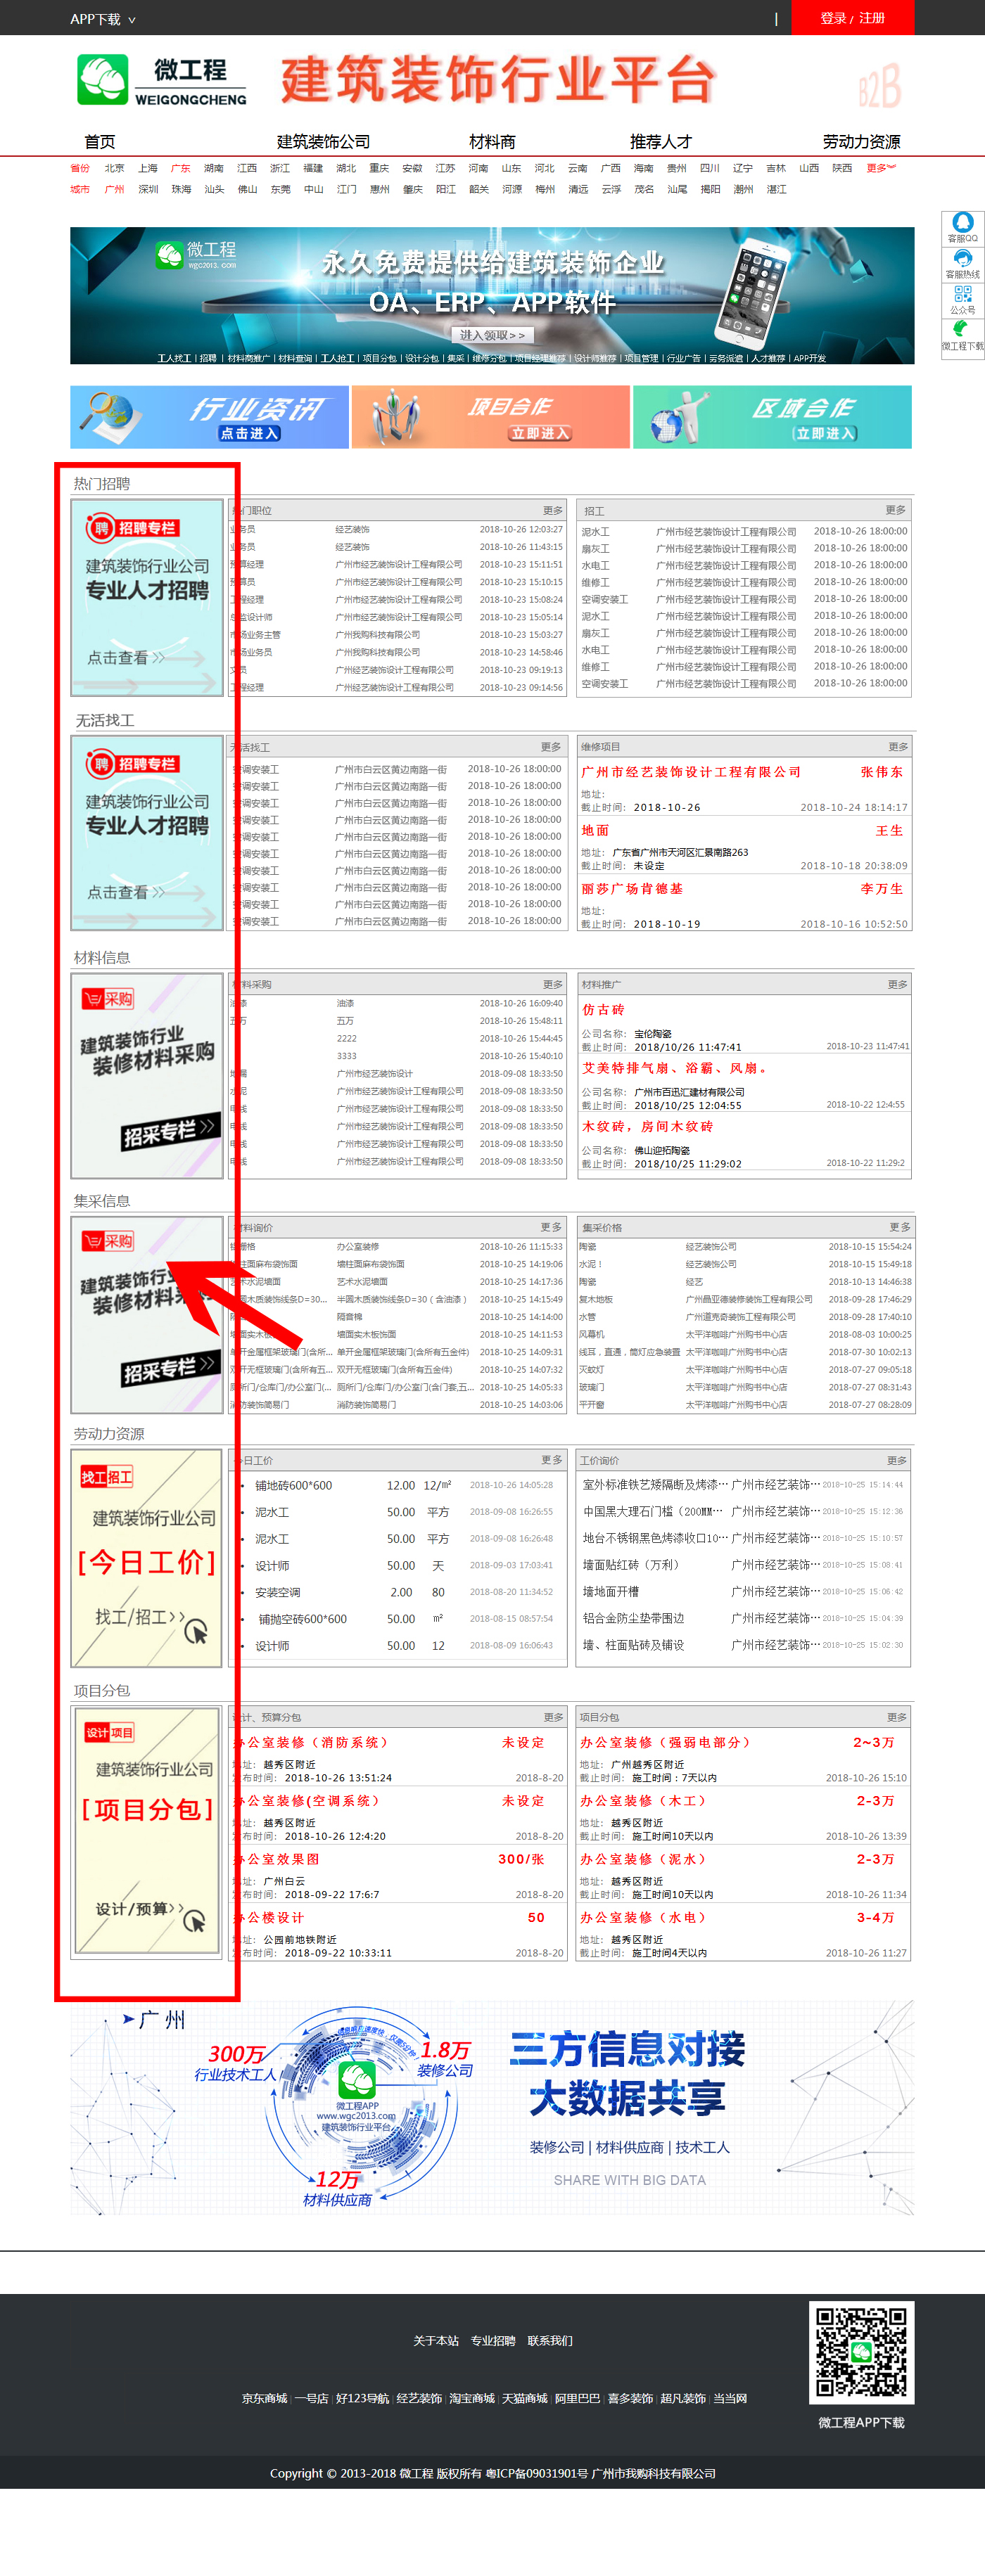 APP下载 ∨ | 登录 / 注册
微工程
WEIGONGCHENG
建筑装饰行业平台
B2B
首页 建筑装饰公司 材料商 推荐人才 劳动力资源
省份 北京 上海 广东 湖南 江西 浙江 福建 湖北 重庆 安徽 江苏 河南 山东 河北 云南 广西 海南 贵州 四川 辽宁 吉林 山西 陕西 更多
城市 广州 深圳 珠海 汕头 佛山 东莞 中山 江门 惠州 肇庆 阳江 韶关 河源 梅州 清远 云浮 茂名 汕尾 揭阳 潮州 湛江
客服QQ
客服热线
公众号
微工程下载
微工程
wgc2013.com
永久免费提供给建筑装饰企业
OA、ERP、APP软件
进入领取>>
工人找工 | 招聘 | 材料商推广 | 材料查询 | 工人抢工 | 项目分包 | 设计分包 | 集采 | 维修分包 | 项目经理推荐 | 设计师推荐 | 项目管理 | 行业广告 | 劳务派遣 | 人才推荐 | APP开发
行业资讯 点击进入
项目合作 立即进入
区域合作 立即进入
热门招聘
聘 招聘专栏
建筑装饰行业公司
专业人才招聘
点击查看 >>
门职位 更多
务员 经艺装饰 2018-10-26 12:03:27
务员 经艺装饰 2018-10-26 11:43:15
经理 广州市经艺装饰设计工程有限公司 2018-10-23 15:11:51
员 广州市经艺装饰设计工程有限公司 2018-10-23 15:10:15
程经理 广州市经艺装饰设计工程有限公司 2018-10-23 15:08:24
监设计师 广州市经艺装饰设计工程有限公司 2018-10-23 15:05:14
场业务主管 广州我购科技有限公司 2018-10-23 15:03:27
场业务员 广州我购科技有限公司 2018-10-23 14:58:46
员 广州经艺装饰设计工程有限公司 2018-10-23 09:19:13
程经理 广州经艺装饰设计工程有限公司 2018-10-23 09:14:56
招工 更多
泥水工 广州市经艺装饰设计工程有限公司 2018-10-26 18:00:00
扇灰工 广州市经艺装饰设计工程有限公司 2018-10-26 18:00:00
水电工 广州市经艺装饰设计工程有限公司 2018-10-26 18:00:00
维修工 广州市经艺装饰设计工程有限公司 2018-10-26 18:00:00
空调安装工 广州市经艺装饰设计工程有限公司 2018-10-26 18:00:00
泥水工 广州市经艺装饰设计工程有限公司 2018-10-26 18:00:00
扇灰工 广州市经艺装饰设计工程有限公司 2018-10-26 18:00:00
水电工 广州市经艺装饰设计工程有限公司 2018-10-26 18:00:00
维修工 广州市经艺装饰设计工程有限公司 2018-10-26 18:00:00
空调安装工 广州市经艺装饰设计工程有限公司 2018-10-26 18:00:00
无活找工
聘 招聘专栏
建筑装饰行业公司
专业人才招聘
点击查看 >>
活找工 更多
调安装工 广州市白云区黄边南路一街 2018-10-26 18:00:00
调安装工 广州市白云区黄边南路一街 2018-10-26 18:00:00
调安装工 广州市白云区黄边南路一街 2018-10-26 18:00:00
调安装工 广州市白云区黄边南路一街 2018-10-26 18:00:00
调安装工 广州市白云区黄边南路一街 2018-10-26 18:00:00
调安装工 广州市白云区黄边南路一街 2018-10-26 18:00:00
调安装工 广州市白云区黄边南路一街 2018-10-26 18:00:00
调安装工 广州市白云区黄边南路一街 2018-10-26 18:00:00
调安装工 广州市白云区黄边南路一街 2018-10-26 18:00:00
调安装工 广州市白云区黄边南路一街 2018-10-26 18:00:00
维修项目 更多
广州市经艺装饰设计工程有限公司 张伟东
地址：
截止时间：2018-10-26 2018-10-24 18:14:17
地面 王生
地址：广东省广州市天河区汇景南路263
截止时间：未设定 2018-10-18 20:38:09
丽莎广场肯德基 李万生
地址：
截止时间：2018-10-19 2018-10-16 10:52:50
材料信息
采购
建筑装饰行业
装修材料采购
招采专栏 >>
料采购 更多
油漆 油漆 2018-10-26 16:09:40
五万 五万 2018-10-26 15:48:11
2222 2018-10-26 15:44:45
3333 2018-10-26 15:40:10
广州市经艺装饰设计 2018-09-08 18:33:50
水泥 广州市经艺装饰设计工程有限公司 2018-09-08 18:33:50
电线 广州市经艺装饰设计工程有限公司 2018-09-08 18:33:50
电线 广州市经艺装饰设计工程有限公司 2018-09-08 18:33:50
电线 广州市经艺装饰设计工程有限公司 2018-09-08 18:33:50
电线 广州市经艺装饰设计工程有限公司 2018-09-08 18:33:50
材料推广 更多
仿古砖
公司名称：宝伦陶瓷
截止时间：2018/10/26 11:47:41 2018-10-23 11:47:41
艾美特排气扇、浴霸、风扇。
公司名称：广州市百迅汇建材有限公司
截止时间：2018/10/25 12:04:55 2018-10-22 12:4:55
木纹砖，房间木纹砖
公司名称：佛山迎拓陶瓷
截止时间：2018/10/25 11:29:02 2018-10-22 11:29:2
集采信息
采购
建筑装饰行
装修材料采
招采专栏 >>
料询价 更多
格 办公室装修 2018-10-26 11:15:33
柱面麻布袋饰面 墙柱面麻布袋饰面 2018-10-25 14:19:06
艺术水泥墙面 艺术水泥墙面 2018-10-25 14:17:36
圆木质装饰线条D=30... 半圆木质装饰线条D=30（含油漆） 2018-10-25 14:15:49
隔音棉 2018-10-25 14:14:00
墙面实木板 墙面实木板饰面 2018-10-25 14:11:53
单开金属框架玻璃门(含所... 单开金属框架玻璃门(含所有五金件) 2018-10-25 14:09:31
双开无框玻璃门(含所有五... 双开无框玻璃门(含所有五金件) 2018-10-25 14:07:32
厕所门/仓库门/办公室门(... 厕所门/仓库门/办公室门(含门套,五... 2018-10-25 14:05:33
消防装饰简易门 消防装饰简易门 2018-10-25 14:03:06
集采价格 更多
陶瓷 经艺装饰公司 2018-10-15 15:54:24
水泥！ 经艺装饰公司 2018-10-15 15:49:18
陶瓷 经艺 2018-10-13 14:46:38
复木地板 广州晶亚德装修装饰工程有限公司 2018-09-28 17:46:29
水管 广州道克奇装饰工程有限公司 2018-09-28 17:40:10
风幕机 太平洋咖啡广州购书中心店 2018-08-03 10:00:25
线耳，直通，筒灯应急装置 太平洋咖啡广州购书中心店 2018-07-30 10:02:13
灭蚊灯 太平洋咖啡广州购书中心店 2018-07-27 09:05:18
玻璃门 太平洋咖啡广州购书中心店 2018-07-27 08:31:43
平开窗 太平洋咖啡广州购书中心店 2018-07-27 08:28:09
劳动力资源
找工招工
建筑装饰行业公司
[今日工价]
找工/招工>>
今日工价 更多
• 铺地砖600*600 12.00 12/m² 2018-10-26 14:05:28
• 泥水工 50.00 平方 2018-09-08 16:26:55
• 泥水工 50.00 平方 2018-09-08 16:26:48
• 设计师 50.00 天 2018-09-03 17:03:41
• 安装空调 2.00 80 2018-08-20 11:34:52
• 铺抛空砖600*600 50.00 m² 2018-08-15 08:57:54
• 设计师 50.00 12 2018-08-09 16:06:43
工价询价 更多
室外标准铁艺矮隔断及烤漆… 广州市经艺装饰… 2018-10-25 15:14:44
中国黑大理石门槛（200MM… 广州市经艺装饰… 2018-10-25 15:12:36
地台不锈钢黑色烤漆收口10… 广州市经艺装饰… 2018-10-25 15:10:57
墙面贴红砖（万利） 广州市经艺装饰… 2018-10-25 15:08:41
墙地面开槽 广州市经艺装饰… 2018-10-25 15:06:42
铝合金防尘垫带围边 广州市经艺装饰… 2018-10-25 15:04:39
墙、柱面贴砖及铺设 广州市经艺装饰… 2018-10-25 15:02:30
项目分包
设计项目
建筑装饰行业公司
[项目分包]
设计/预算>>
计、预算分包 更多
办公室装修（消防系统） 未设定
地址：越秀区附近
发布时间：2018-10-26 13:51:24 2018-8-20
办公室装修(空调系统） 未设定
地址：越秀区附近
发布时间：2018-10-26 12:4:20 2018-8-20
办公室效果图 300/张
地址：广州白云
发布时间：2018-09-22 17:6:7 2018-8-20
办公楼设计 50
地址：公园前地铁附近
发布时间：2018-09-22 10:33:11 2018-8-20
项目分包 更多
办公室装修（强弱电部分） 2~3万
地址：广州越秀区附近
截止时间：施工时间：7天以内 2018-10-26 15:10
办公室装修（木工） 2-3万
地址：越秀区附近
截止时间：施工时间10天以内 2018-10-26 13:39
办公室装修（泥水） 2-3万
地址：越秀区附近
截止时间：施工时间10天以内 2018-10-26 11:34
办公室装修（水电） 3-4万
地址：越秀区附近
截止时间：施工时间4天以内 2018-10-26 11:27
广州
300万
行业技术工人
1.8万
装修公司
微工程APP
www.wgc2013.com
建筑装饰行业平台
12万
材料供应商
三方信息对接
大数据共享
装修公司 | 材料供应商 | 技术工人
SHARE WITH BIG DATA
关于本站 专业招聘 联系我们
京东商城 | 一号店 | 好123导航 | 经艺装饰 | 淘宝商城 | 天猫商城 | 阿里巴巴 | 喜多装饰 | 超凡装饰 | 当当网
微工程APP下载
Copyright © 2013-2018 微工程 版权所有 粤ICP备09031901号 广州市我购科技有限公司